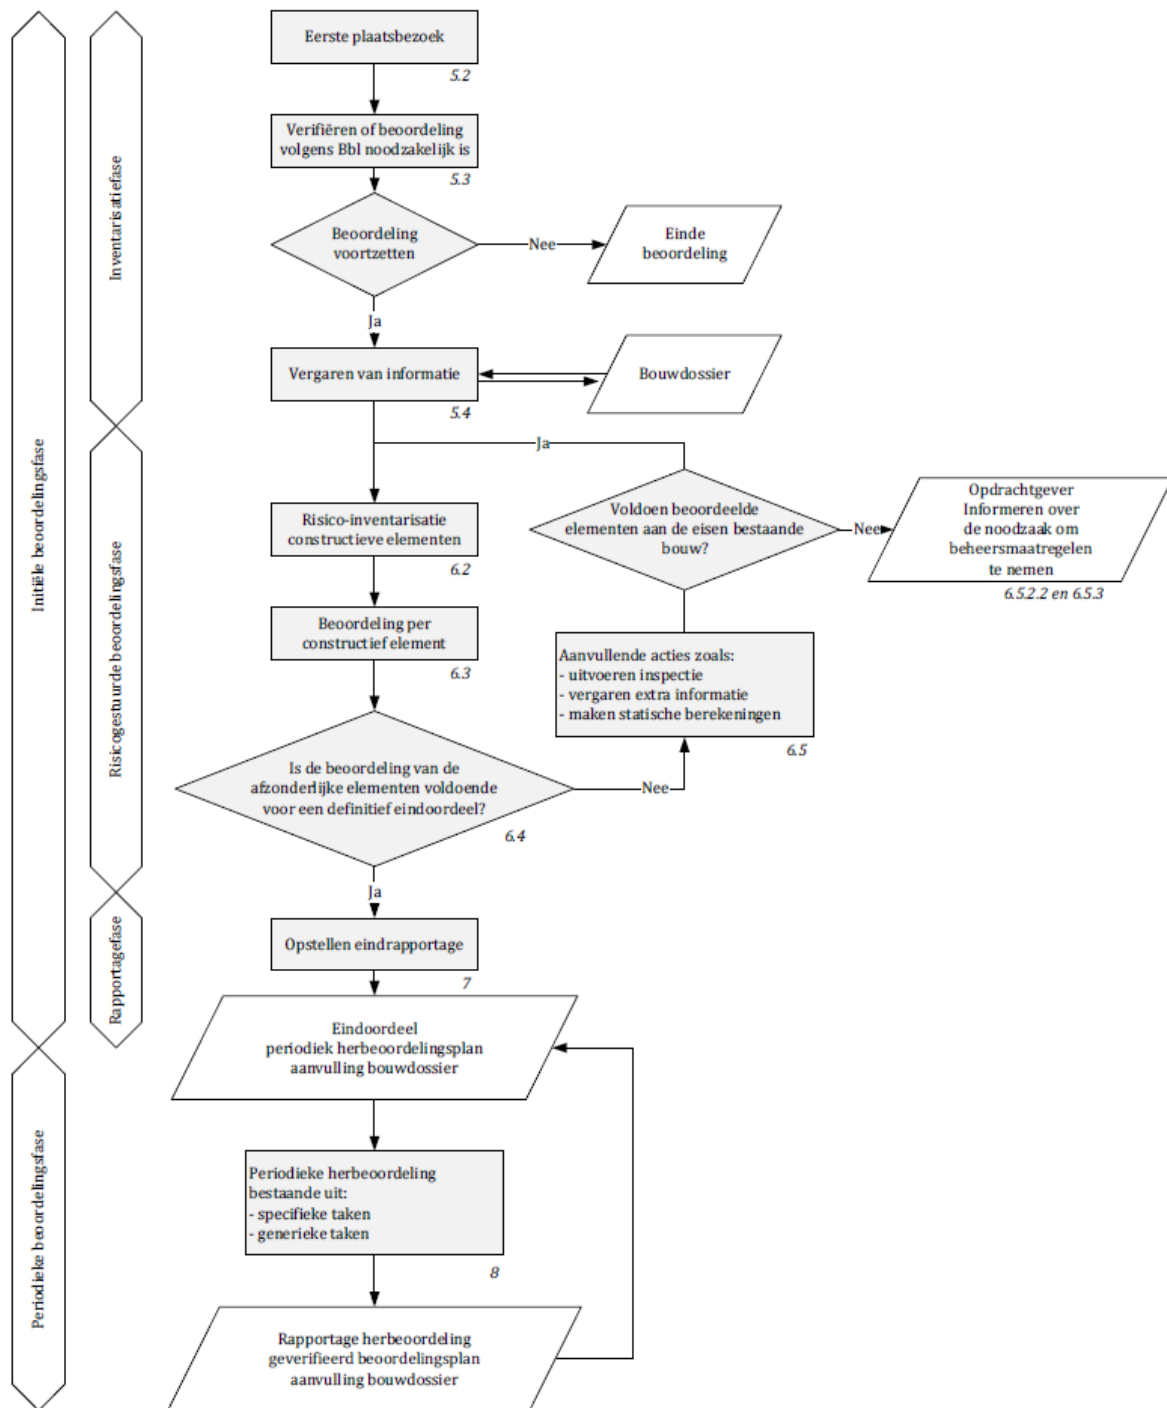 Initiële beoordelingsfase
Periodieke beoordelingsfase
Inventarisatiefase
Risicogestuurde beoordelingsfase
Rapportagefase
Eerste plaatsbezoek
5.2
Verifiëren of beoordeling
volgens Bbl noodzakelijk is
5.3
Beoordeling
voortzetten
Nee
Einde
beoordeling
Ja
Vergaren van informatie
5.4
Bouwdossier
Ja
Risico-inventarisatie
constructieve elementen
6.2
Voldoen beoordeelde
elementen aan de eisen bestaande
bouw?
Nee
Opdrachtgever
Informeren over
de noodzaak om
beheersmaatregelen
te nemen
6.5.2.2 en 6.5.3
Beoordeling per
constructief element
6.3
Aanvullende acties zoals:
- uitvoeren inspectie
- vergaren extra informatie
- maken statische berekeningen
6.5
Is de beoordeling van de
afzonderlijke elementen voldoende
voor een definitief eindoordeel?
6.4
Nee
Ja
Opstellen eindrapportage
7
Eindoordeel
periodiek herbeoordelingsplan
aanvulling bouwdossier
Periodieke herbeoordeling
bestaande uit:
- specifieke taken
- generieke taken
8
Rapportage herbeoordeling
geverifieerd beoordelingsplan
aanvulling bouwdossier